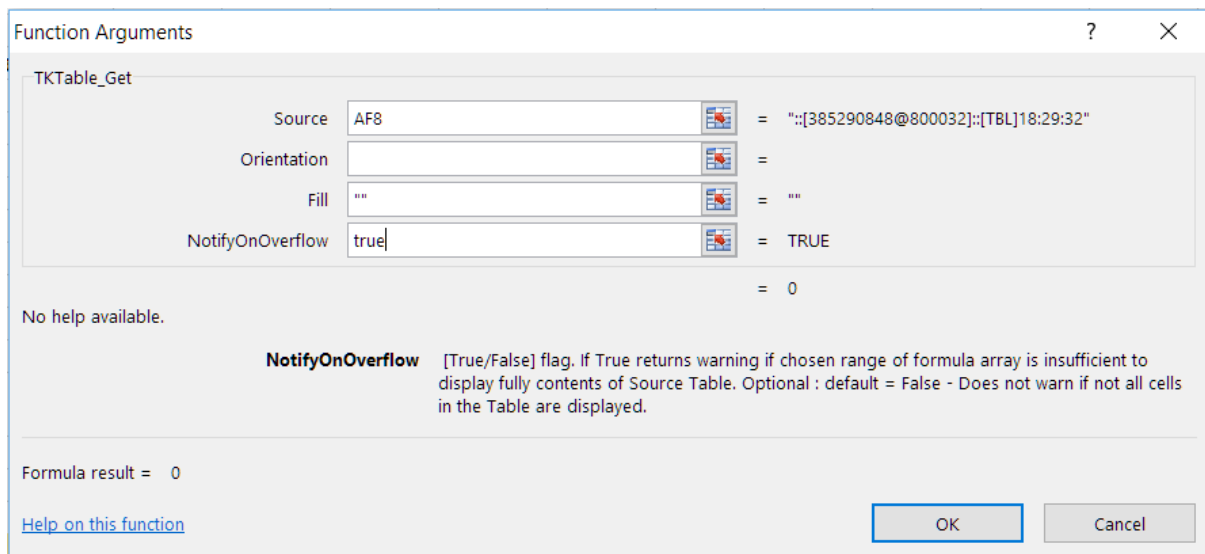 Function Arguments ? ×
TKTable_Get
Source AF8 = "::[385290848@800032]::[TBL]18:29:32"
Orientation =
Fill "" = ""
NotifyOnOverflow true = TRUE
= 0
No help available.
NotifyOnOverflow [True/False] flag. If True returns warning if chosen range of formula array is insufficient to
display fully contents of Source Table. Optional : default = False - Does not warn if not all cells
in the Table are displayed.
Formula result = 0
Help on this function OK Cancel